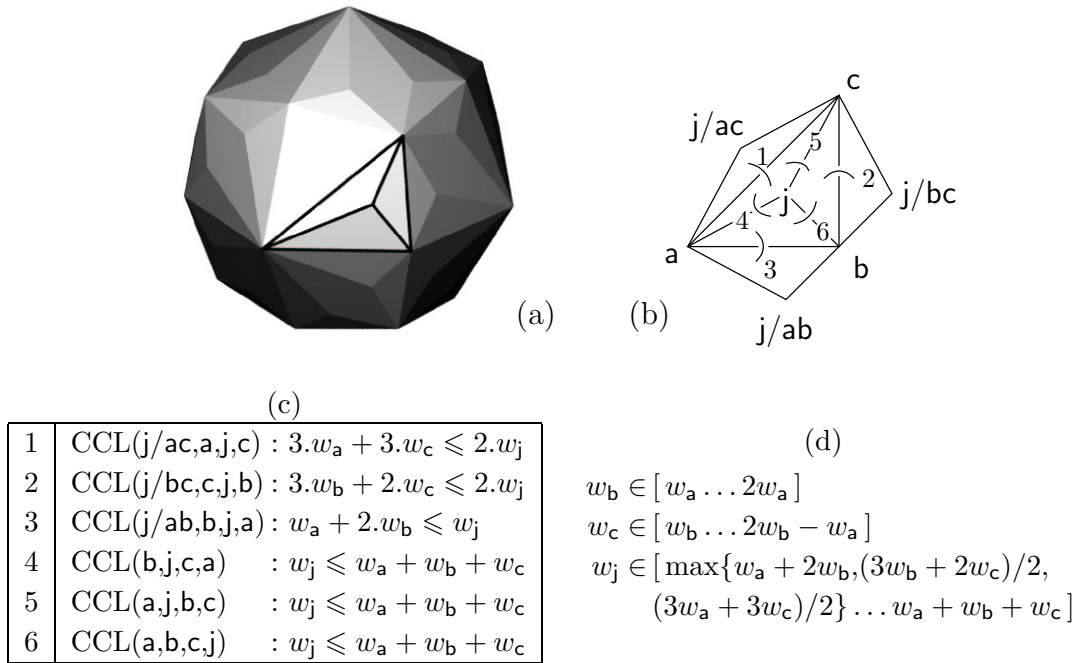 c
j/ac
5
1
2
j
j/bc
4
6
a
b
3
(a)
(b)
j/ab
(c)
1 CCL(j/ac,a,j,c) : 3.w_a + 3.w_c ⩽ 2.w_j
2 CCL(j/bc,c,j,b) : 3.w_b + 2.w_c ⩽ 2.w_j
3 CCL(j/ab,b,j,a) : w_a + 2.w_b ⩽ w_j
4 CCL(b,j,c,a) : w_j ⩽ w_a + w_b + w_c
5 CCL(a,j,b,c) : w_j ⩽ w_a + w_b + w_c
6 CCL(a,b,c,j) : w_j ⩽ w_a + w_b + w_c
(d)
w_b ∈ [ w_a … 2w_a ]
w_c ∈ [ w_b … 2w_b − w_a ]
w_j ∈ [ max{w_a + 2w_b,(3w_b + 2w_c)/2,
(3w_a + 3w_c)/2} … w_a + w_b + w_c ]